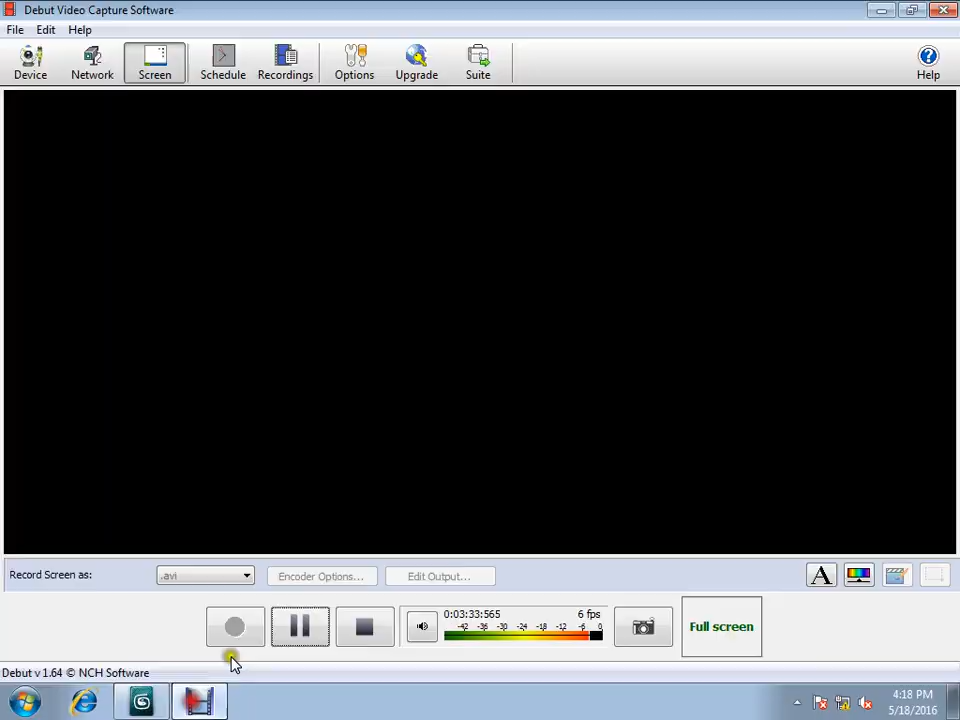 Debut Video Capture Software
File Edit Help
Device Network Screen Schedule Recordings Options Upgrade Suite Help
Record Screen as: .avi Encoder Options... Edit Output... A
0:03:33:565 6 fps
-42 -36 -30 -24 -18 -12 -6 0
Full screen
Debut v 1.64 © NCH Software
4:18 PM
5/18/2016